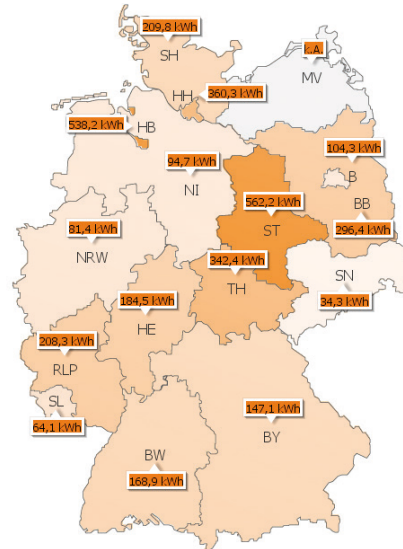 209,8 kWh
SH
k.A.
MV
HH
360,3 kWh
538,2 kWh
HB
94,7 kWh
NI
104,3 kWh
B
BB
562,2 kWh
ST
296,4 kWh
81,4 kWh
NRW
342,4 kWh
TH
SN
34,3 kWh
184,5 kWh
HE
208,3 kWh
RLP
SL
64,1 kWh
147,1 kWh
BY
BW
168,9 kWh